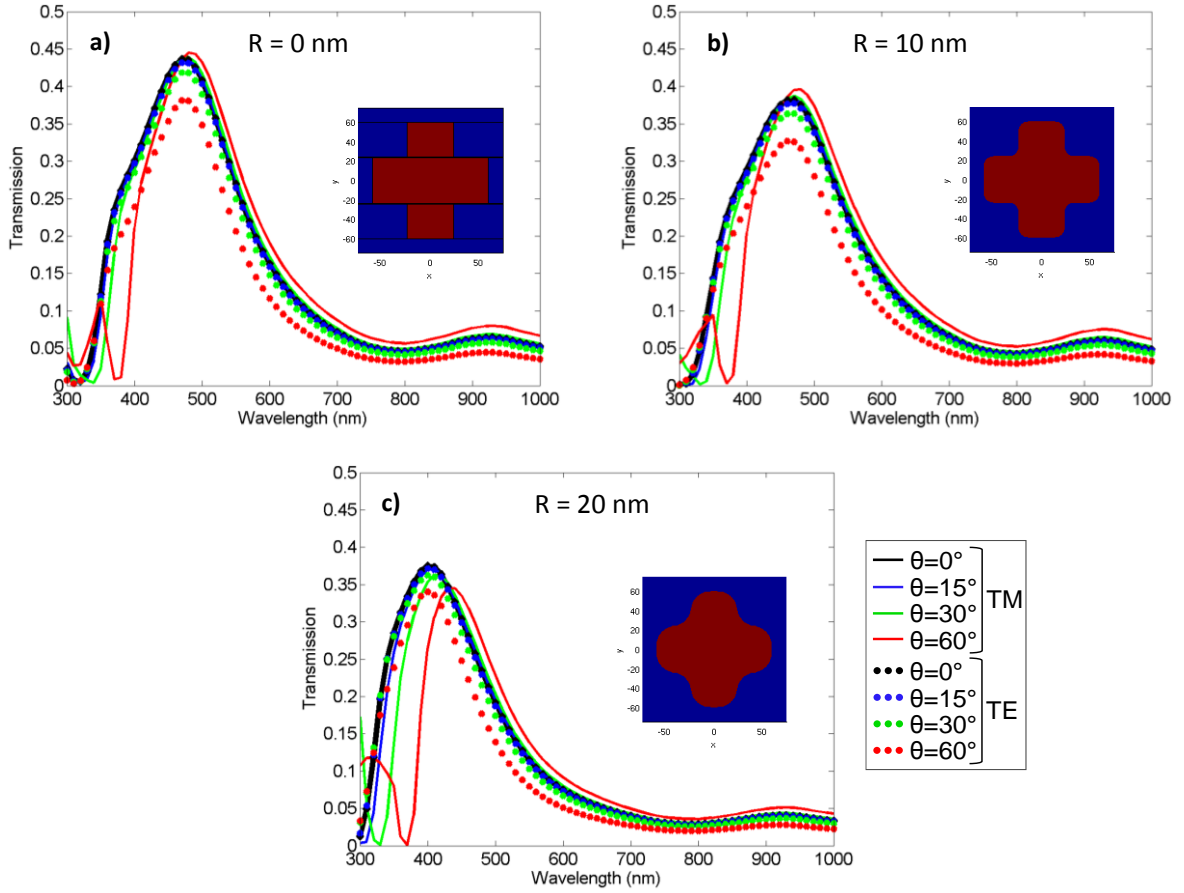 a) R = 0 nm
0.5
0.45
0.4
0.35
0.3
0.25
0.2
0.15
0.1
0.05
0
Transmission
300 400 500 600 700 800 900 1000
Wavelength (nm)
60
40
20
0
-20
-40
-60
y
-50 0 50
x
b) R = 10 nm
0.5
0.45
0.4
0.35
0.3
0.25
0.2
0.15
0.1
0.05
0
Transmission
300 400 500 600 700 800 900 1000
Wavelength (nm)
60
40
20
0
-20
-40
-60
y
-50 0 50
x
c) R = 20 nm
0.5
0.45
0.4
0.35
0.3
0.25
0.2
0.15
0.1
0.05
0
Transmission
300 400 500 600 700 800 900 1000
Wavelength (nm)
60
40
20
0
-20
-40
-60
y
-50 0 50
x
θ=0°
θ=15°
θ=30°
θ=60°
TM
θ=0°
θ=15°
θ=30°
θ=60°
TE